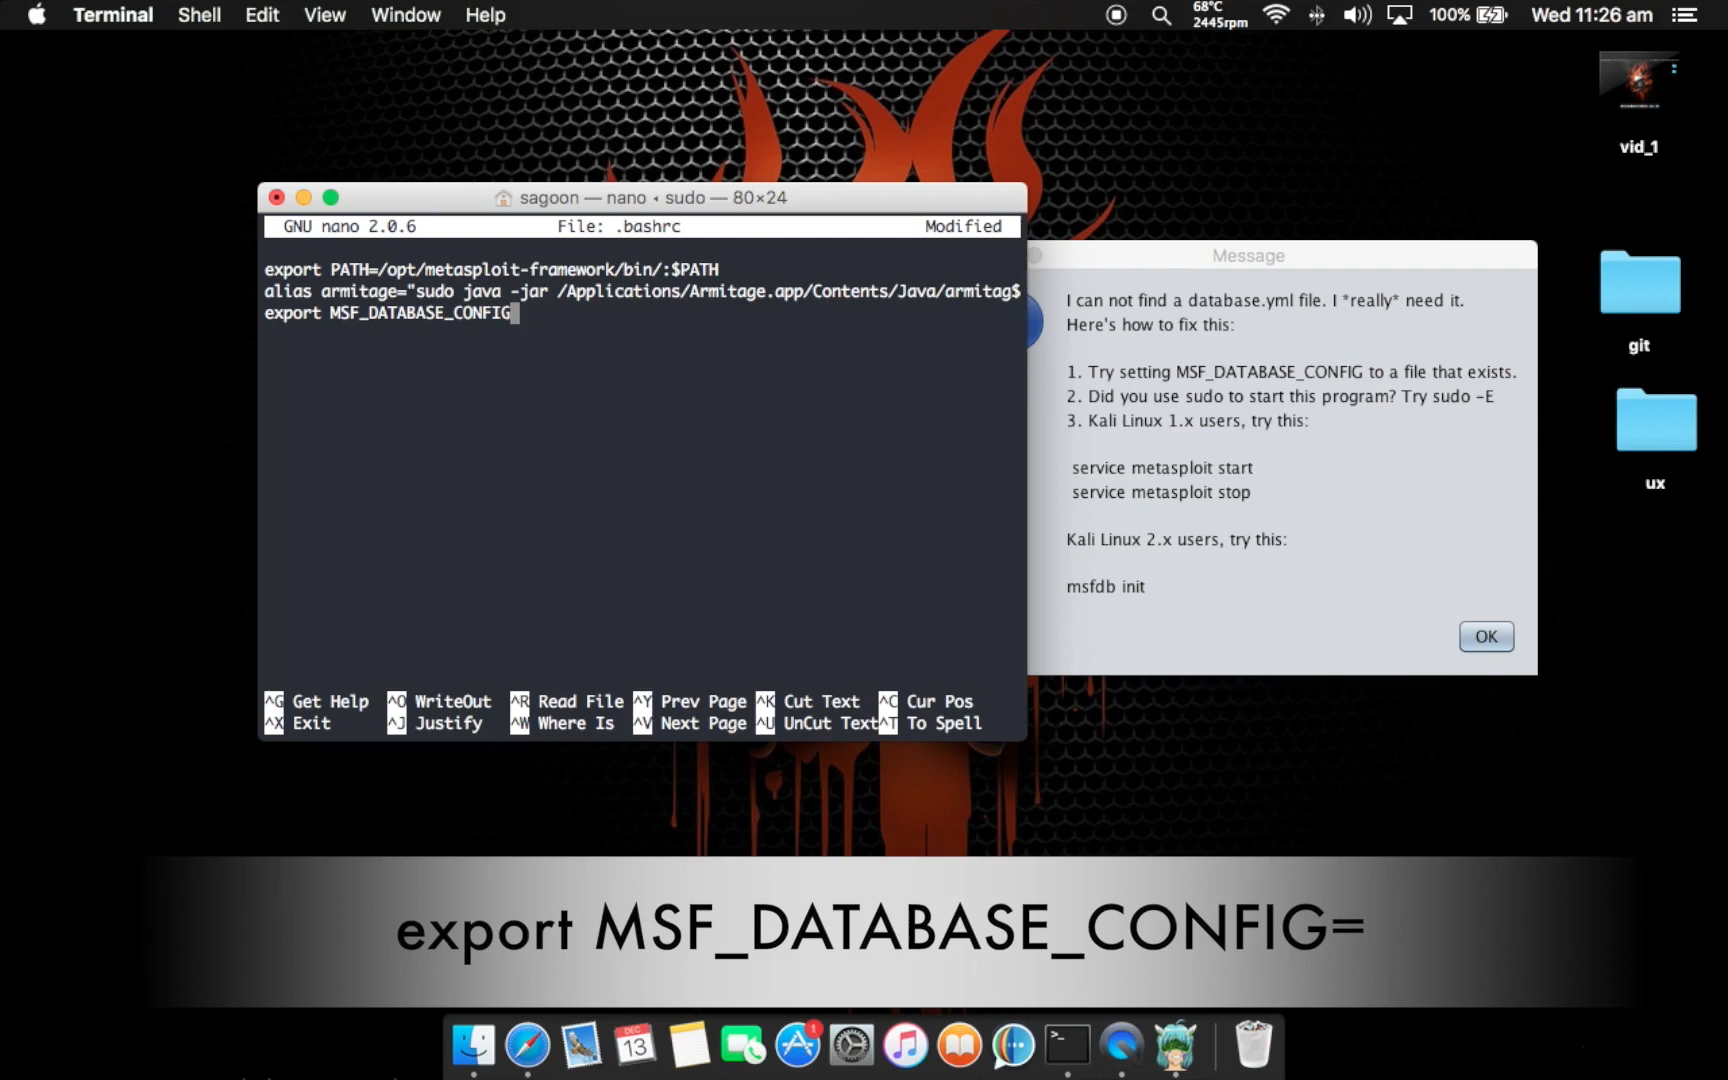 Terminal Shell Edit View Window Help
68°C
2445rpm
100% Wed 11:26 am
vid_1
git
ux
sagoon — nano ◂ sudo — 80×24
GNU nano 2.0.6 File: .bashrc Modified
export PATH=/opt/metasploit-framework/bin/:$PATH
alias armitage="sudo java -jar /Applications/Armitage.app/Contents/Java/armitag$
export MSF_DATABASE_CONFIG
^G Get Help ^O WriteOut ^R Read File ^Y Prev Page ^K Cut Text ^C Cur Pos
^X Exit ^J Justify ^W Where Is ^V Next Page ^U UnCut Text^T To Spell
Message
I can not find a database.yml file. I *really* need it.
Here's how to fix this:
1. Try setting MSF_DATABASE_CONFIG to a file that exists.
2. Did you use sudo to start this program? Try sudo -E
3. Kali Linux 1.x users, try this:
service metasploit start
service metasploit stop
Kali Linux 2.x users, try this:
msfdb init
OK
export MSF_DATABASE_CONFIG=
DEC
13
1
>_